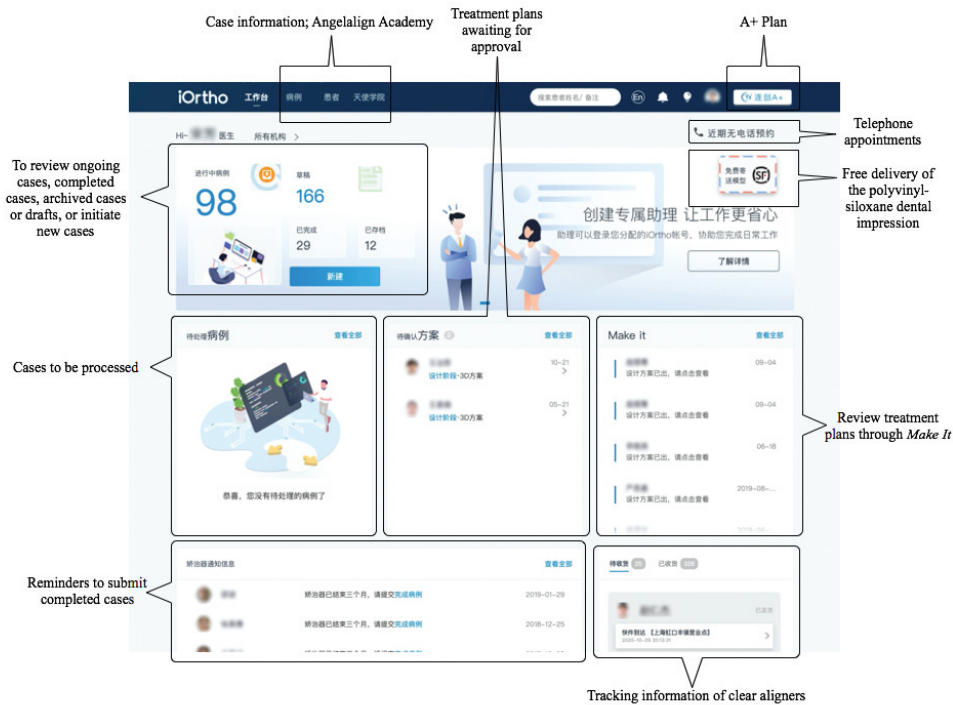 Case information; Angelalign Academy
Treatment plans
awaiting for
approval
A+ Plan
iOrtho 工作台 病例 患者 天使学院
搜索患者姓名/ 备注
En
连创A+
Hi~ 医生 所有机构 >
近期无电话预约
Telephone
appointments
To review ongoing
cases, completed
cases, archived cases
or drafts, or initiate
new cases
进行中病例
98
草稿
166
已完成
29
已存档
12
新建
免费寄
送模型
SF
Free delivery of
the polyvinyl-
siloxane dental
impression
创建专属助理 让工作更省心
助理可以登录您分配的iOrtho帐号，协助您完成日常工作
了解详情
Cases to be processed
待处理病例 查看全部
恭喜，您没有待处理的病例了
待确认方案 查看全部
10-21
设计阶段·3D方案
05-21
设计阶段·3D方案
Make it 查看全部
09-04
设计方案已出，请点击查看
09-04
设计方案已出，请点击查看
06-18
设计方案已出，请点击查看
2019-08-...
设计方案已出，请点击查看
Review treatment
plans through Make It
Reminders to submit
completed cases
矫治器通知信息 查看全部
矫治器已结束三个月，请提交完成病例 2019-01-29
矫治器已结束三个月，请提交完成病例 2018-12-25
待收货 已收货
已发货
快件到达 【上海虹口丰镇营业点】
Tracking information of clear aligners